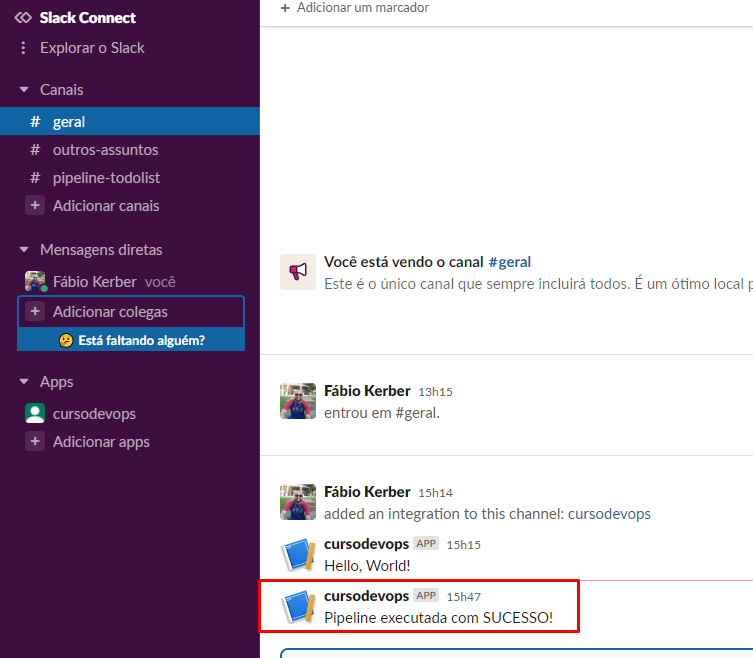 Slack Connect
Explorar o Slack
Canais
# geral
# outros-assuntos
# pipeline-todolist
+ Adicionar canais
Mensagens diretas
Fábio Kerber você
+ Adicionar colegas
Está faltando alguém?
Apps
cursodevops
+ Adicionar apps
+ Adicionar um marcador
Você está vendo o canal #geral
Este é o único canal que sempre incluirá todos. É um ótimo local p
Fábio Kerber 13h15
entrou em #geral.
Fábio Kerber 15h14
added an integration to this channel: cursodevops
cursodevops APP 15h15
Hello, World!
cursodevops APP 15h47
Pipeline executada com SUCESSO!